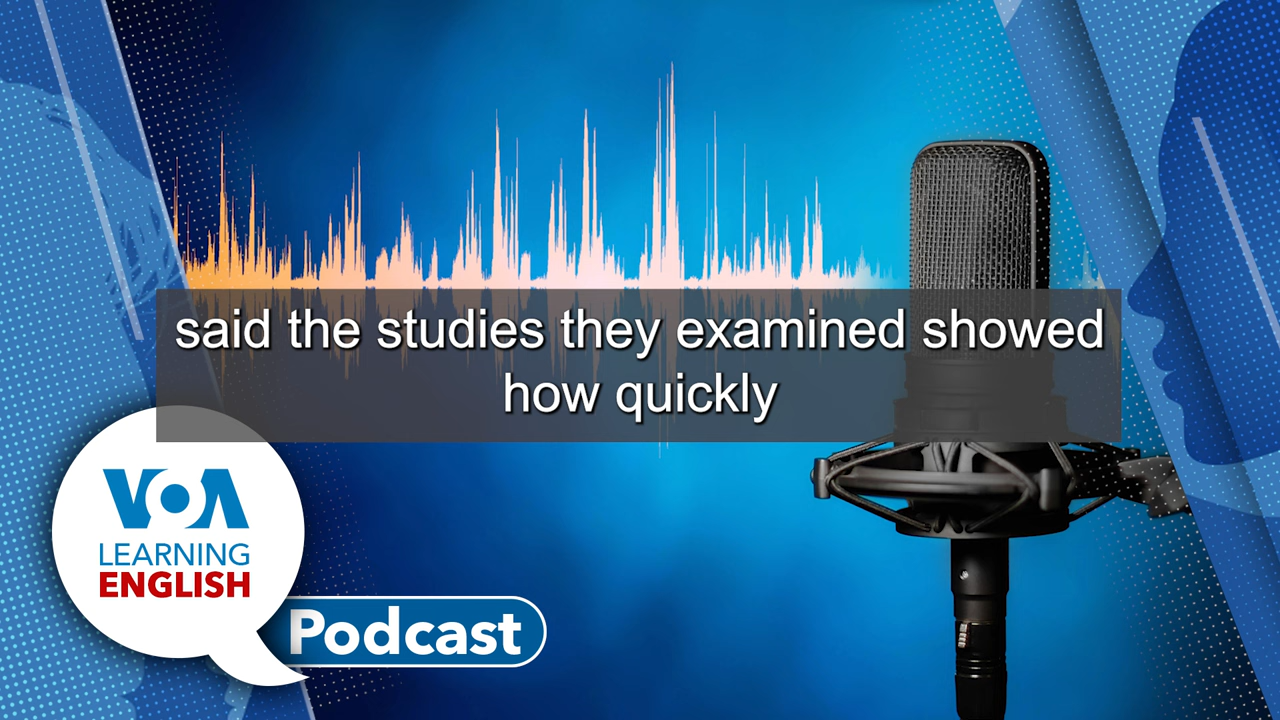 said the studies they examined showed
how quickly
VOA
LEARNING
ENGLISH
Podcast